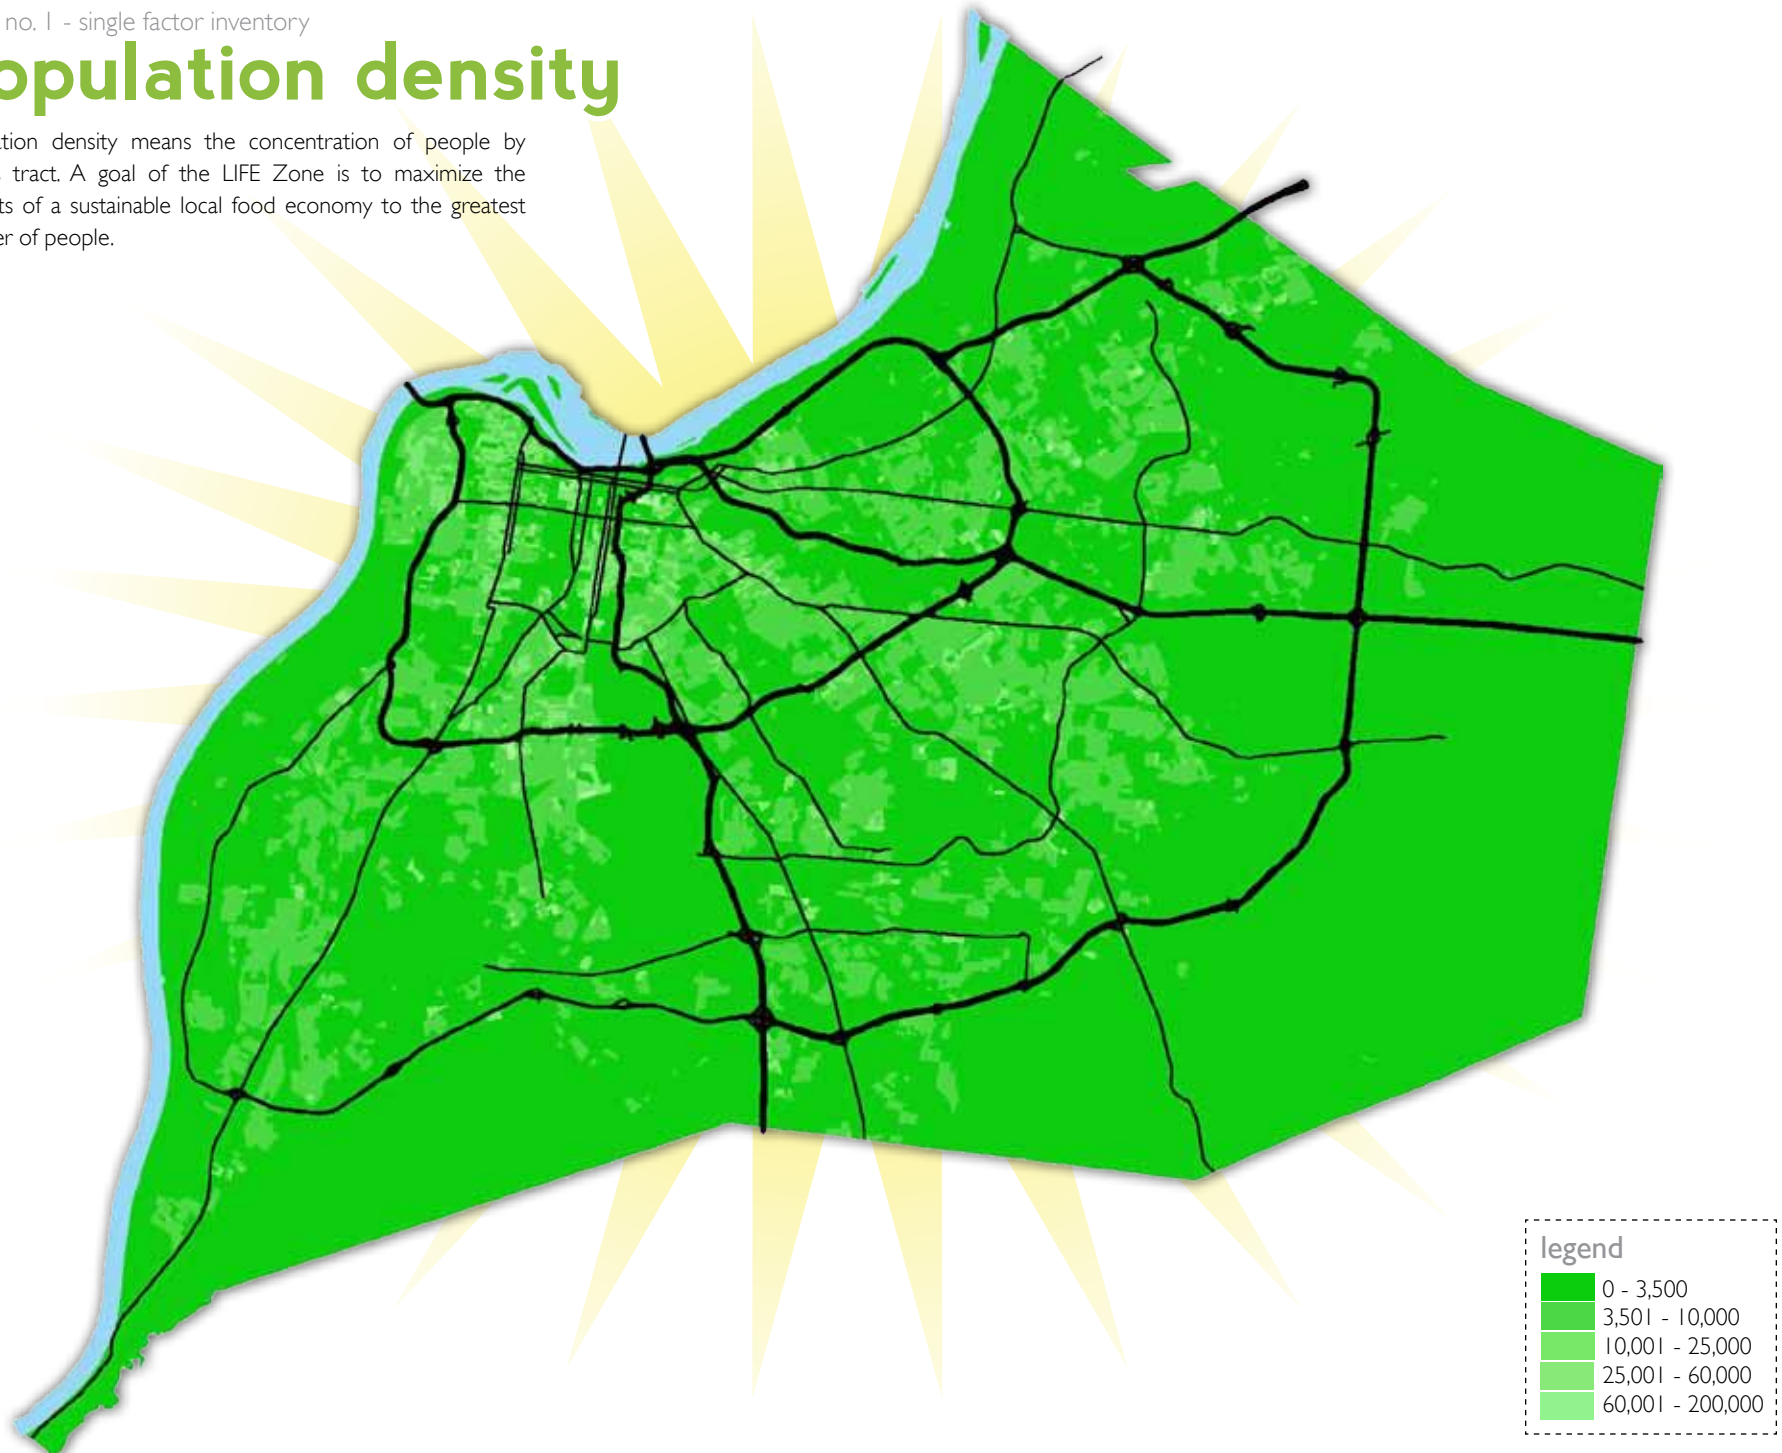 no. 1 - single factor inventory
opulation density
ation density means the concentration of people by
tract. A goal of the LIFE Zone is to maximize the
ts of a sustainable local food economy to the greatest
er of people.
legend
0 - 3,500
3,501 - 10,000
10,001 - 25,000
25,001 - 60,000
60,001 - 200,000